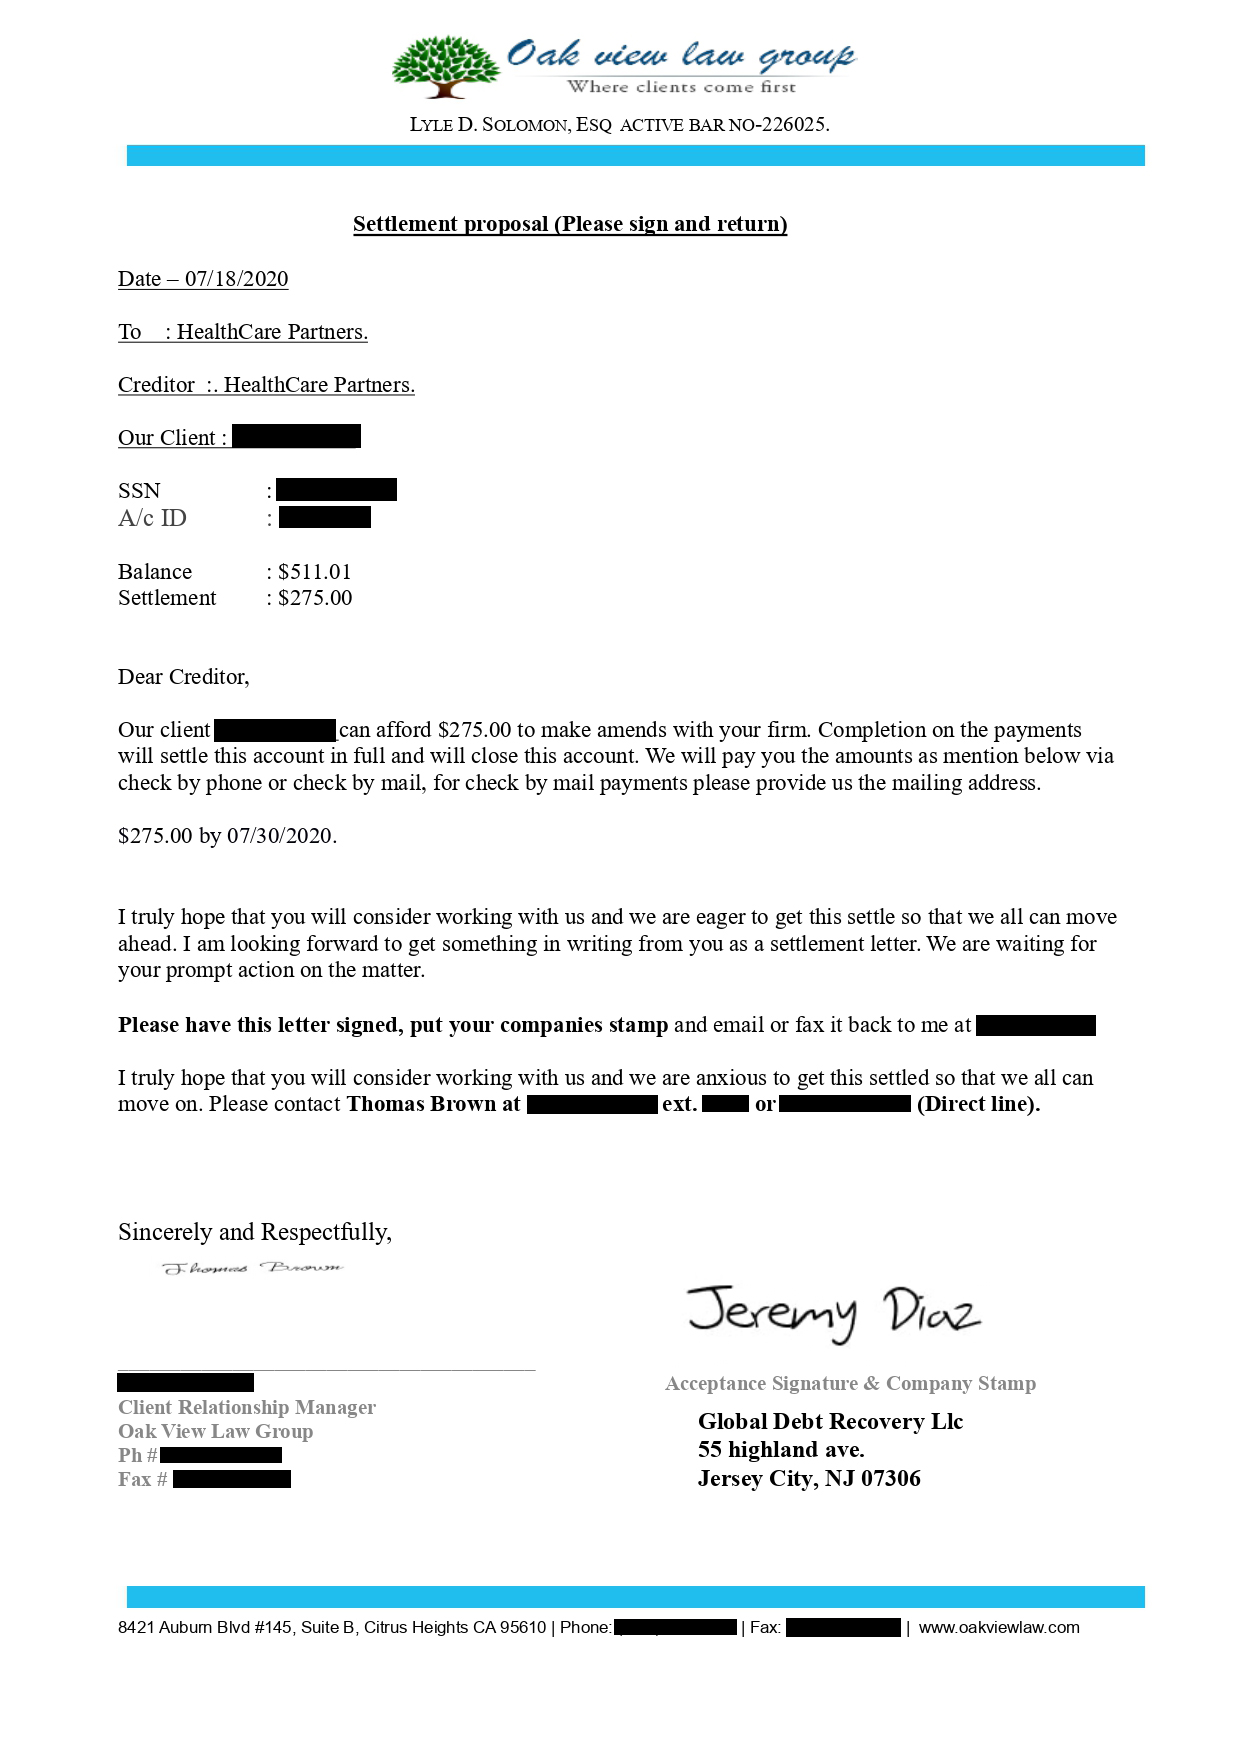 Oak view law group
Where clients come first
LYLE D. SOLOMON, ESQ ACTIVE BAR NO-226025.
Settlement proposal (Please sign and return)
Date – 07/18/2020
To : HealthCare Partners.
Creditor :. HealthCare Partners.
Our Client :
SSN :
A/c ID :
Balance : $511.01
Settlement : $275.00
Dear Creditor,
Our client can afford $275.00 to make amends with your firm. Completion on the payments
will settle this account in full and will close this account. We will pay you the amounts as mention below via
check by phone or check by mail, for check by mail payments please provide us the mailing address.
$275.00 by 07/30/2020.
I truly hope that you will consider working with us and we are eager to get this settle so that we all can move
ahead. I am looking forward to get something in writing from you as a settlement letter. We are waiting for
your prompt action on the matter.
Please have this letter signed, put your companies stamp and email or fax it back to me at
I truly hope that you will consider working with us and we are anxious to get this settled so that we all can
move on. Please contact Thomas Brown at ext. or (Direct line).
Sincerely and Respectfully,
Thomas Brown
Client Relationship Manager
Oak View Law Group
Ph #
Fax #
Jeremy Diaz
Acceptance Signature & Company Stamp
Global Debt Recovery Llc
55 highland ave.
Jersey City, NJ 07306
8421 Auburn Blvd #145, Suite B, Citrus Heights CA 95610 | Phone: | Fax: | www.oakviewlaw.com